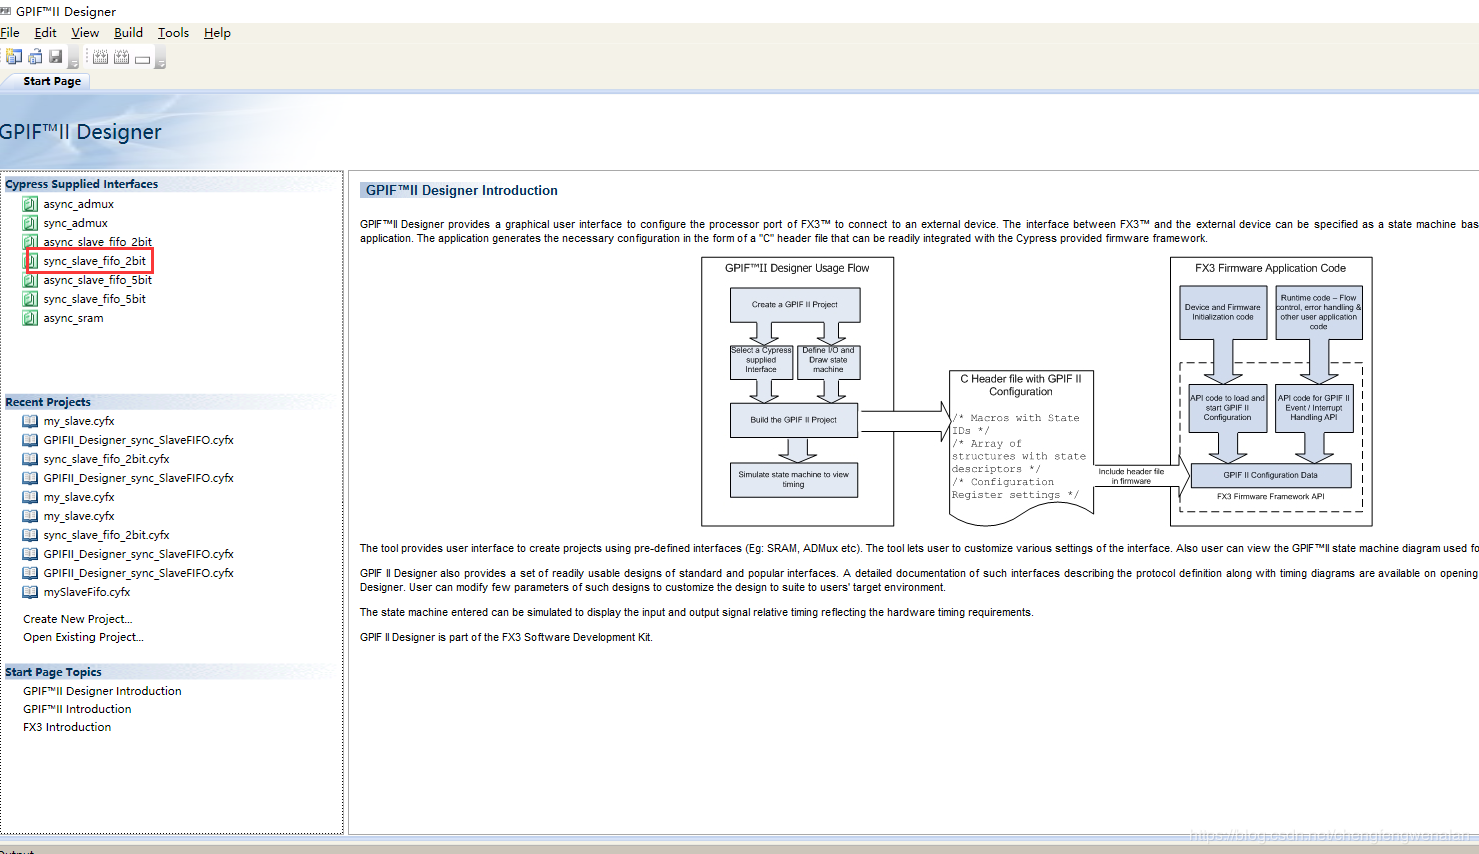 GPIF™II Designer
File Edit View Build Tools Help
Start Page
GPIF™II Designer
Cypress Supplied Interfaces
async_admux
sync_admux
async_slave_fifo_2bit
sync_slave_fifo_2bit
async_slave_fifo_5bit
sync_slave_fifo_5bit
async_sram
Recent Projects
my_slave.cyfx
GPIFII_Designer_sync_SlaveFIFO.cyfx
sync_slave_fifo_2bit.cyfx
GPIFII_Designer_sync_SlaveFIFO.cyfx
my_slave.cyfx
my_slave.cyfx
sync_slave_fifo_2bit.cyfx
GPIFII_Designer_sync_SlaveFIFO.cyfx
GPIFII_Designer_sync_SlaveFIFO.cyfx
mySlaveFifo.cyfx
Create New Project...
Open Existing Project...
Start Page Topics
GPIF™II Designer Introduction
GPIF™II Introduction
FX3 Introduction
GPIF™II Designer Introduction
GPIF™II Designer provides a graphical user interface to configure the processor port of FX3™ to connect to an external device. The interface between FX3™ and the external device can be specified as a state machine bas
application. The application generates the necessary configuration in the form of a "C" header file that can be readily integrated with the Cypress provided firmware framework.
GPIF™II Designer Usage Flow
Create a GPIF II Project
Select a Cypress
supplied
Interface
Define I/O and
Draw state
machine
Build the GPIF II Project
Simulate state machine to view
timing
C Header file with GPIF II
Configuration
/* Macros with State
IDs */
/* Array of
structures with state
descriptors */
/* Configuration
Register settings */
Include header file
in firmware
FX3 Firmware Application Code
Device and Firmware
Initialization code
Runtime code – Flow
control, error handling &
other user application
code
API code to load and
start GPIF II
Configuration
API code for GPIF II
Event / Interrupt
Handling API
GPIF II Configuration Data
FX3 Firmware Framework API
The tool provides user interface to create projects using pre-defined interfaces (Eg: SRAM, ADMux etc). The tool lets user to customize various settings of the interface. Also user can view the GPIF™II state machine diagram used fo
GPIF II Designer also provides a set of readily usable designs of standard and popular interfaces. A detailed documentation of such interfaces describing the protocol definition along with timing diagrams are available on opening
Designer. User can modify few parameters of such designs to customize the design to suite to users' target environment.
The state machine entered can be simulated to display the input and output signal relative timing reflecting the hardware timing requirements.
GPIF II Designer is part of the FX3 Software Development Kit.